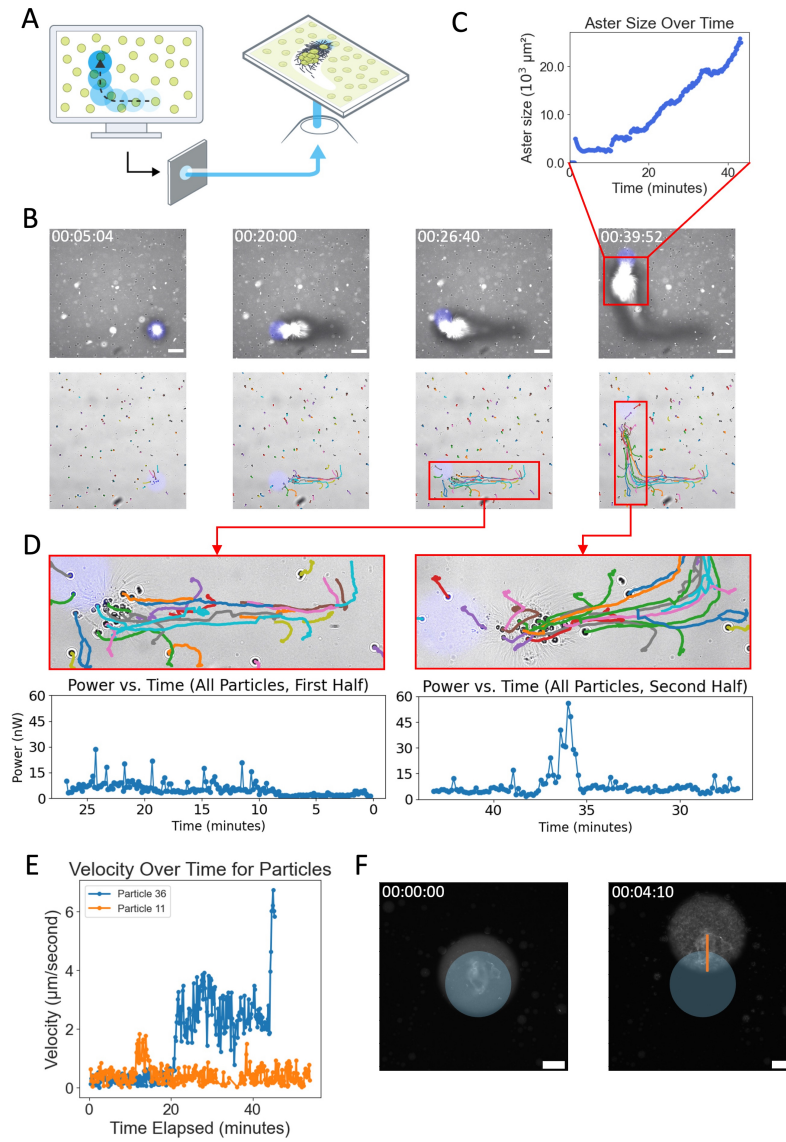 A
C
Aster Size Over Time
Aster size (10³ μm²)
20.0
10.0
0.0
0
20
40
Time (minutes)
B
00:05:04
00:20:00
00:26:40
00:39:52
D
Power vs. Time (All Particles, First Half)
Power (nW)
60
45
30
15
0
25
20
15
10
5
0
Time (minutes)
Power vs. Time (All Particles, Second Half)
60
45
30
15
0
40
35
30
Time (minutes)
E
Velocity Over Time for Particles
Particle 36
Particle 11
Velocity (μm/second)
6
4
2
0
0
20
40
Time Elapsed (minutes)
F
00:00:00
00:04:10